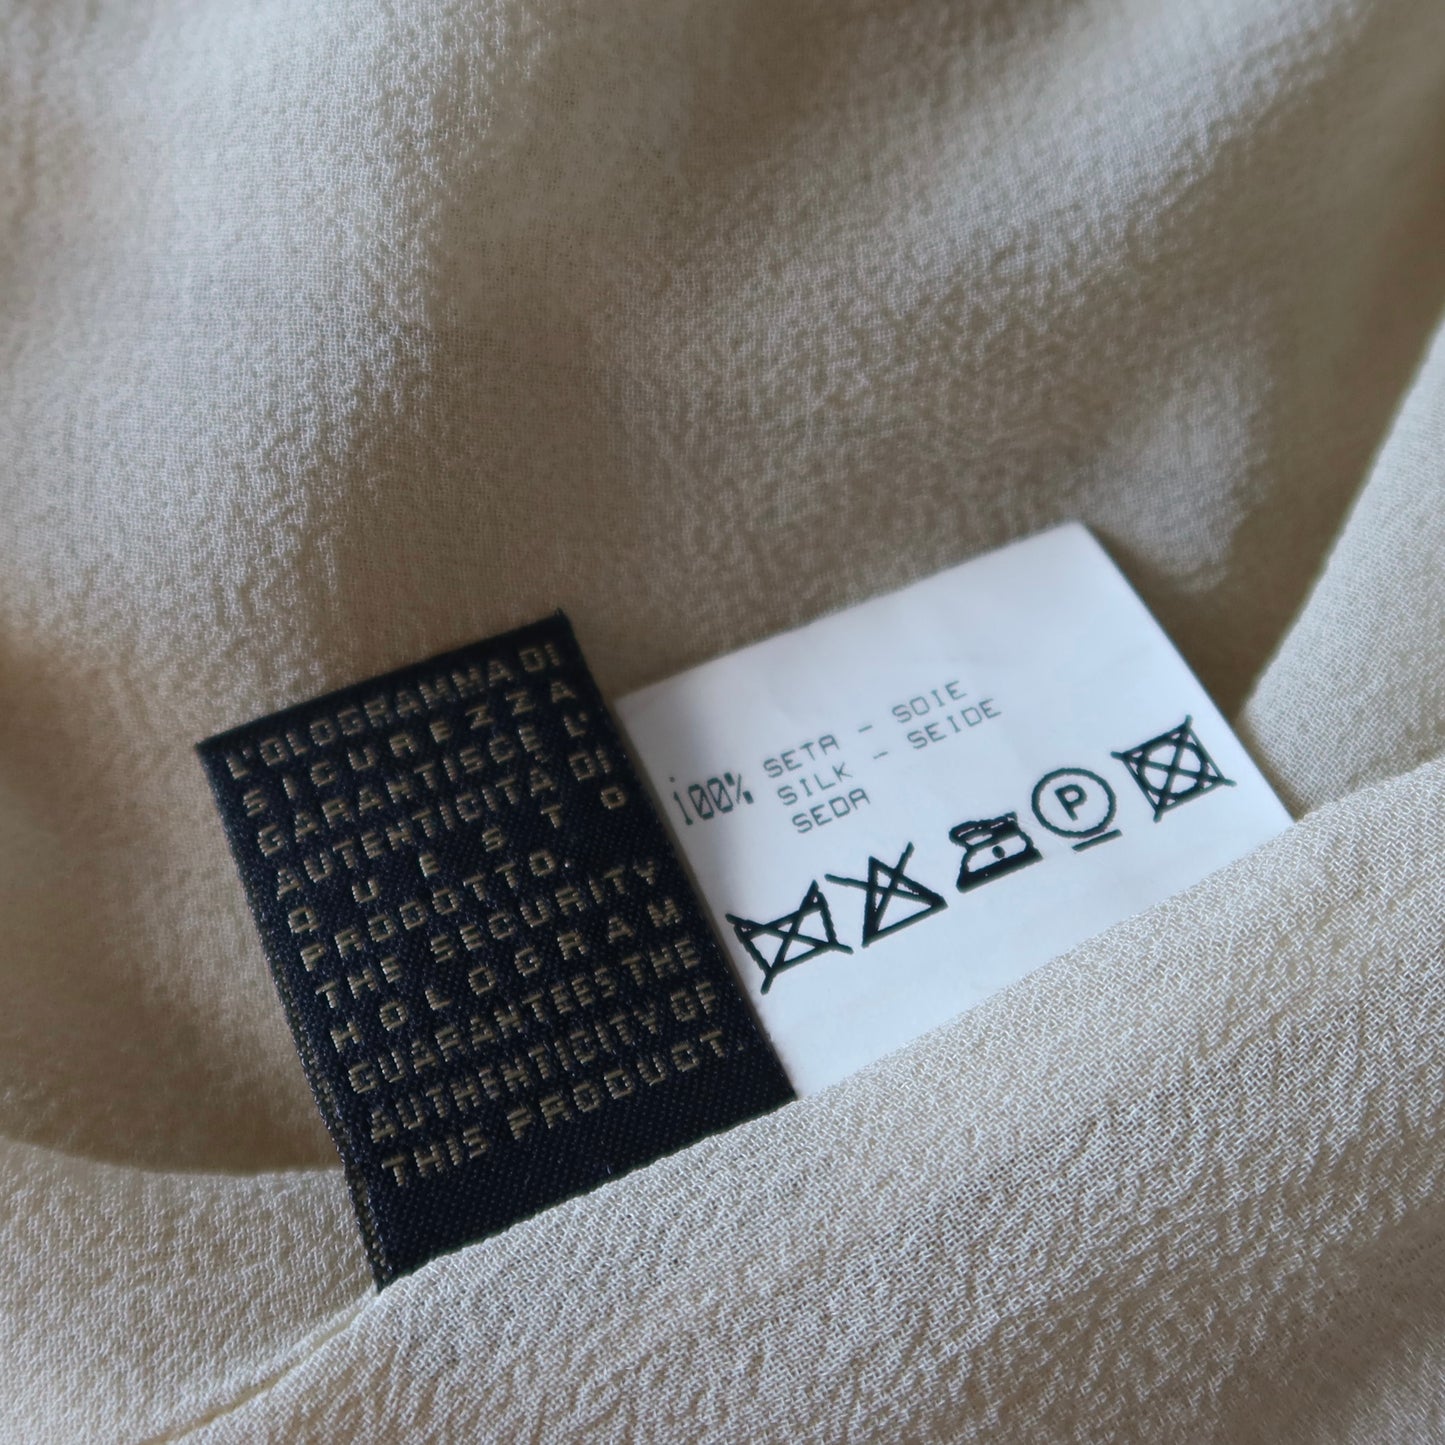 L'OLOGRAMMA DI
SICUREZZA
GARANTISCE L'
AUTENTICITA DI
QUESTO
PRODOTTO.
THE SECURITY
HOLOGRAM
GUARANTEES THE
AUTHENTICITY OF
THIS PRODUCT.
100% SETA - SOIE
SILK - SEIDE
SEDA
P